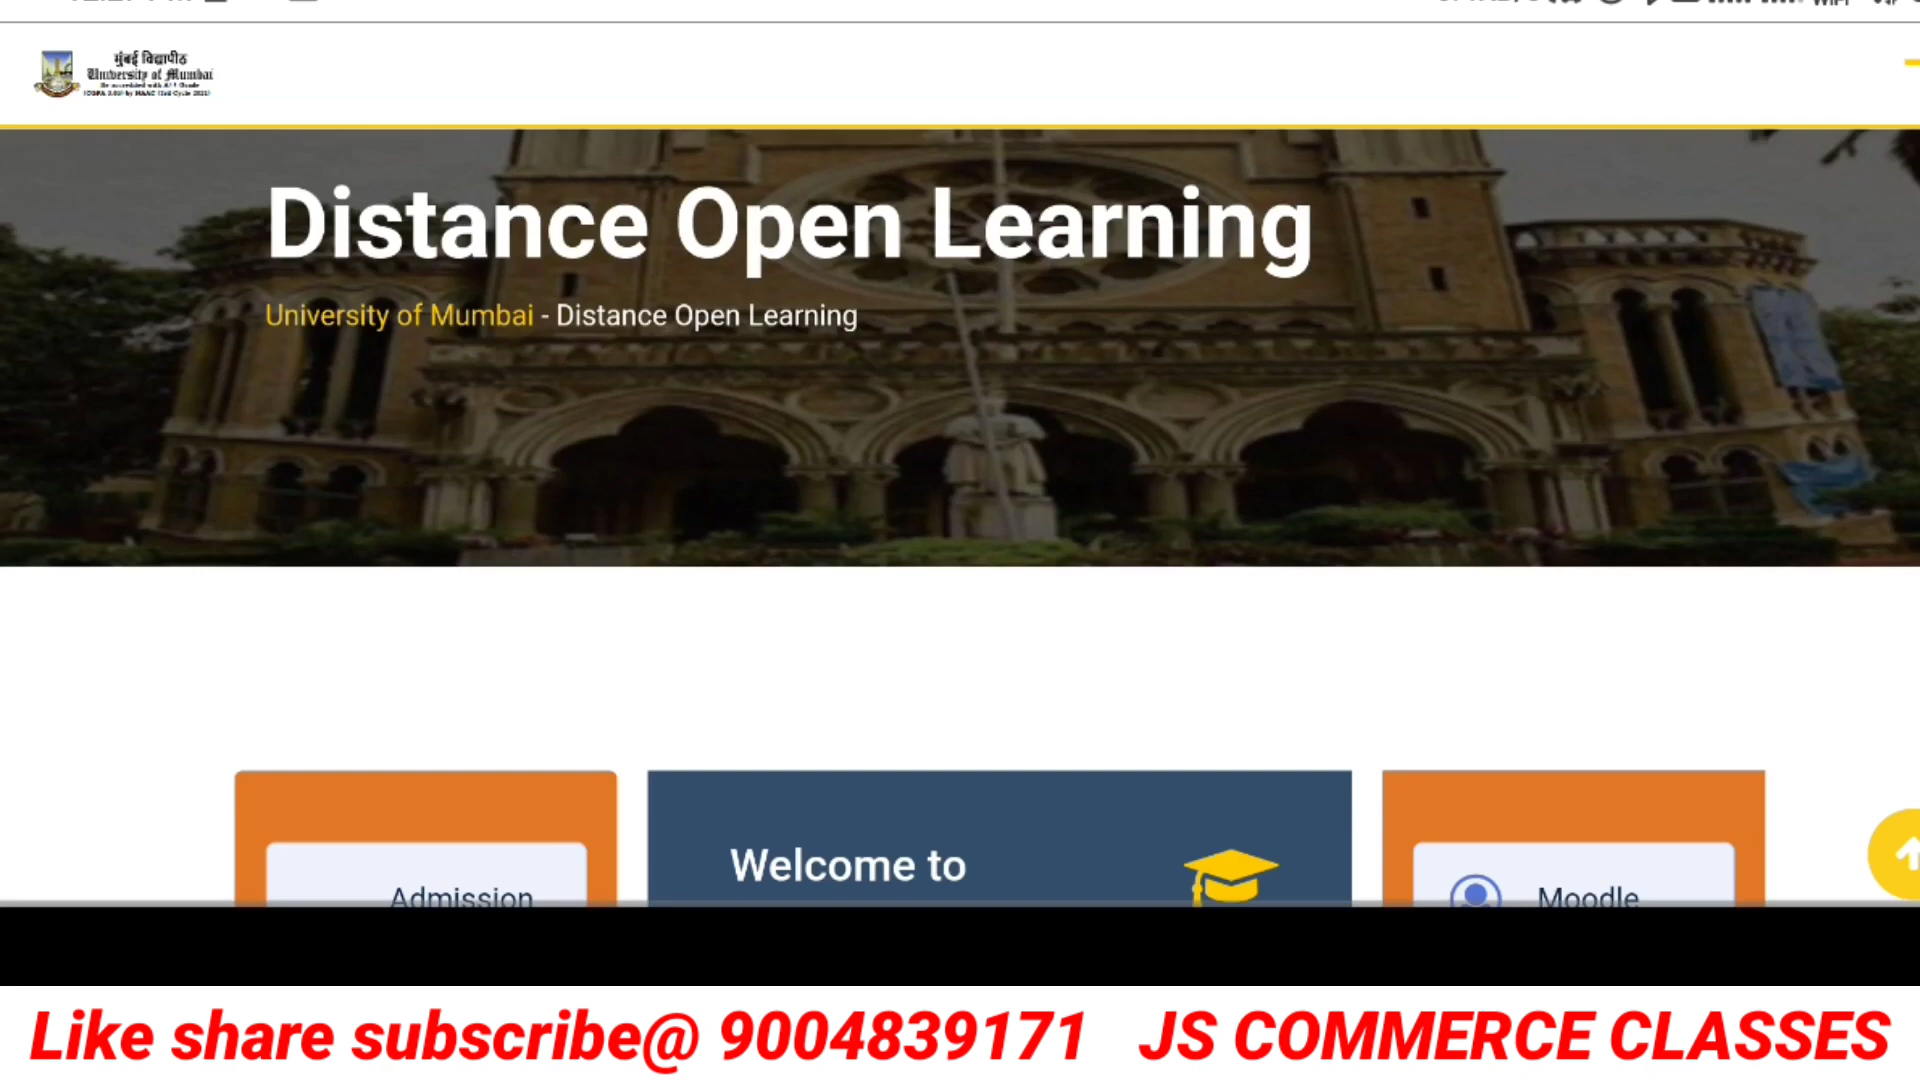 मुंबई विद्यापीठ
University of Mumbai
Distance Open Learning
University of Mumbai - Distance Open Learning
Welcome to
Admission
Moodle
Like share subscribe@ 9004839171 JS COMMERCE CLASSES